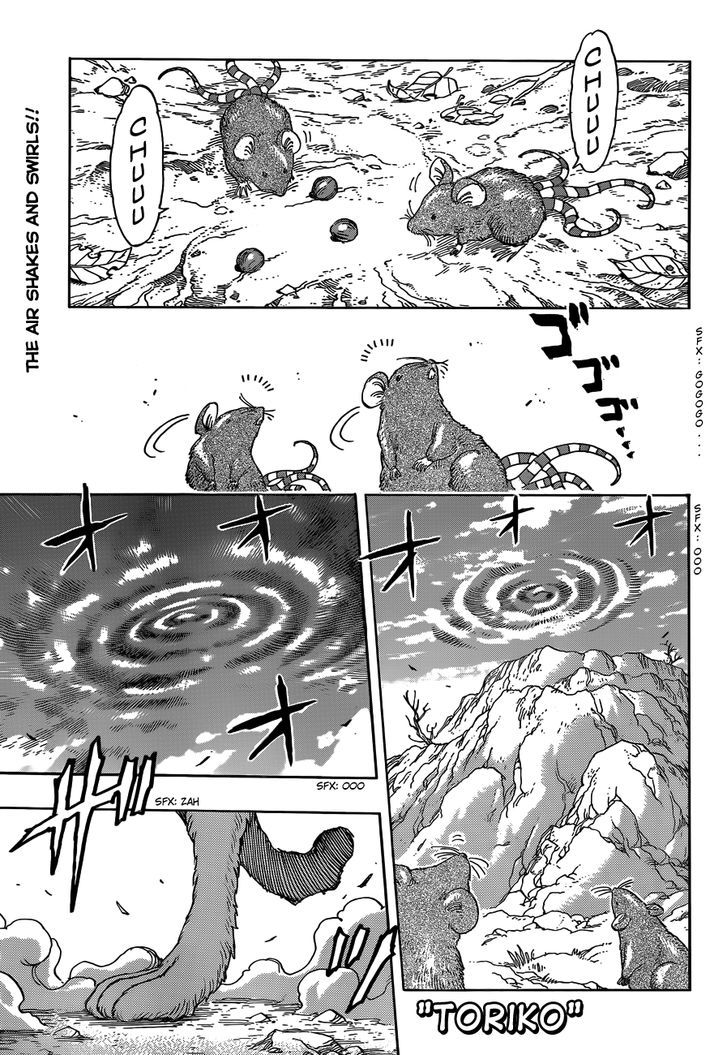 CHUUU
CHUUU
THE AIR SHAKES AND SWIRLS!!
ゴゴゴ...
SFX: GOGOGO...
オオオ
SFX: OOO
オオオ
SFX: OOO
ザッ
SFX: ZAH
"TORIKO"